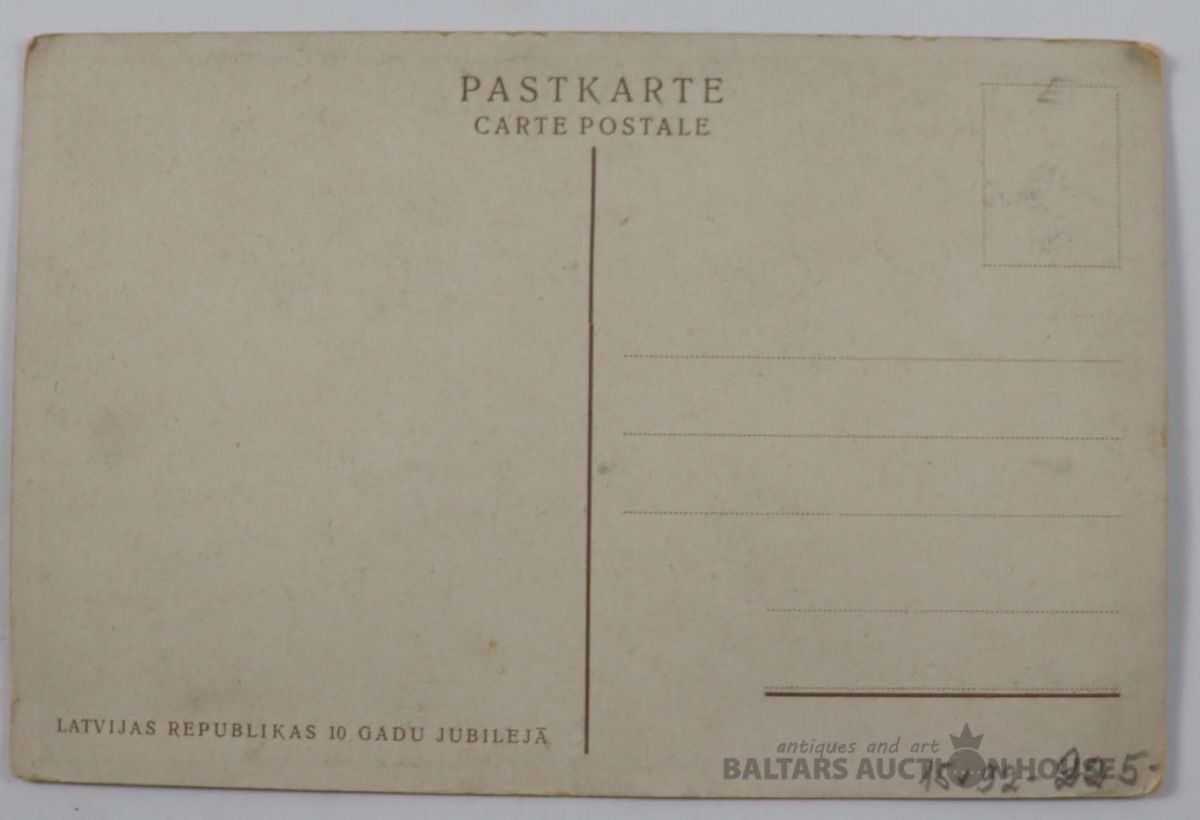 PASTKARTE
CARTE POSTALE
LATVIJAS REPUBLIKAS 10 GADU JUBILEJĀ
antiques and art
BALTARS AUCTION HOUSE